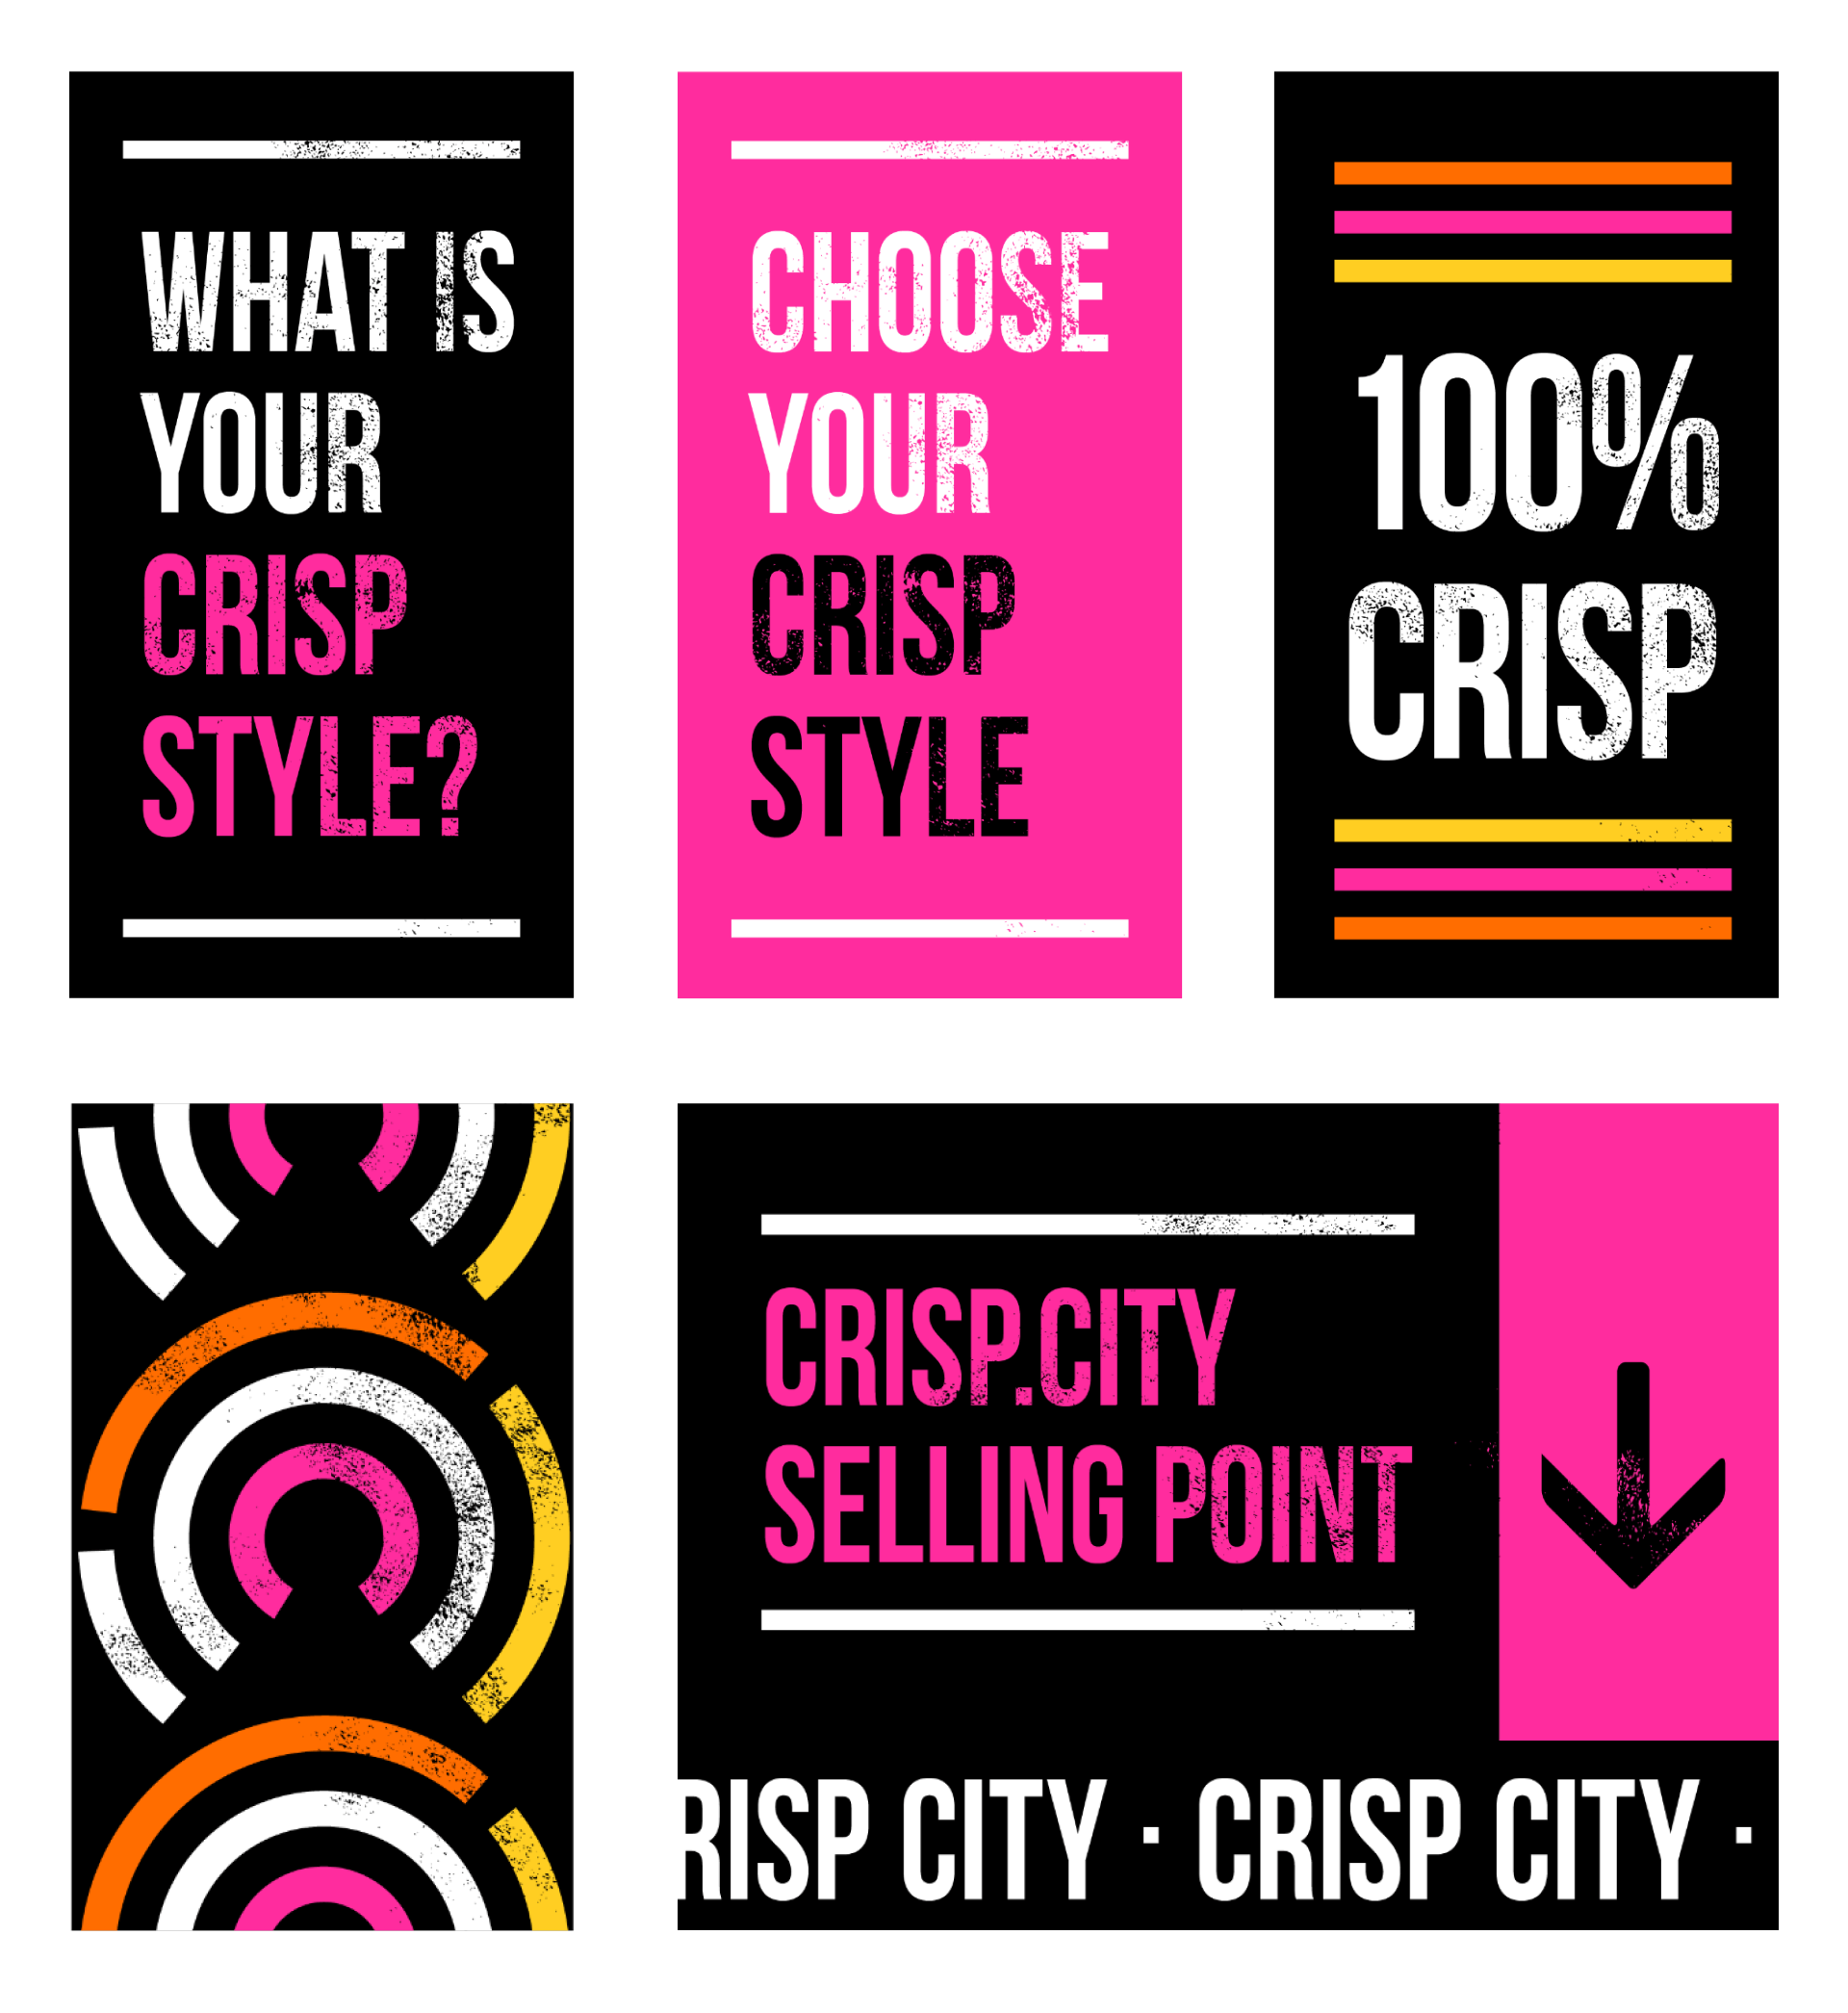 WHAT IS
YOUR
CRISP
STYLE?
CHOOSE
YOUR
CRISP
STYLE
100%
CRISP
CRISP.CITY
SELLING POINT
RISP CITY · CRISP CITY ·